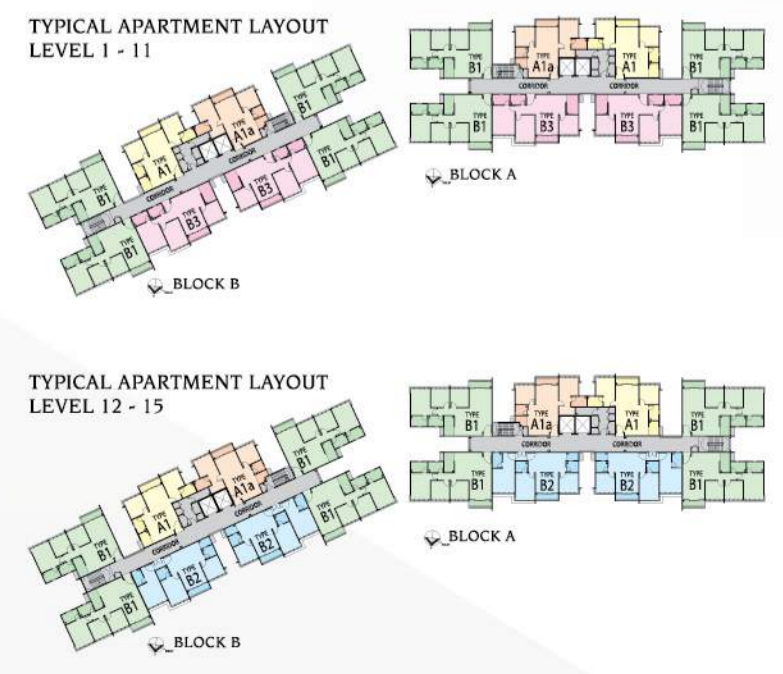 TYPICAL APARTMENT LAYOUT
LEVEL 1 - 11
TYPE
B1
TYPE
A1a
TYPE
A1
TYPE
B1
CORRIDOR
CORRIDOR
TYPE
B1
TYPE
B3
TYPE
B3
TYPE
B1
BLOCK A
TYPE
B1
TYPE
A1
TYPE
A1a
TYPE
B1
CORRIDOR
CORRIDOR
TYPE
B1
TYPE
B3
TYPE
B3
TYPE
B1
BLOCK B
TYPICAL APARTMENT LAYOUT
LEVEL 12 - 15
TYPE
B1
TYPE
A1a
TYPE
A1
TYPE
B1
CORRIDOR
CORRIDOR
TYPE
B1
TYPE
B2
TYPE
B2
TYPE
B1
BLOCK A
TYPE
B1
TYPE
A1
TYPE
A1a
TYPE
B1
CORRIDOR
CORRIDOR
TYPE
B1
TYPE
B2
TYPE
B2
TYPE
B1
BLOCK B